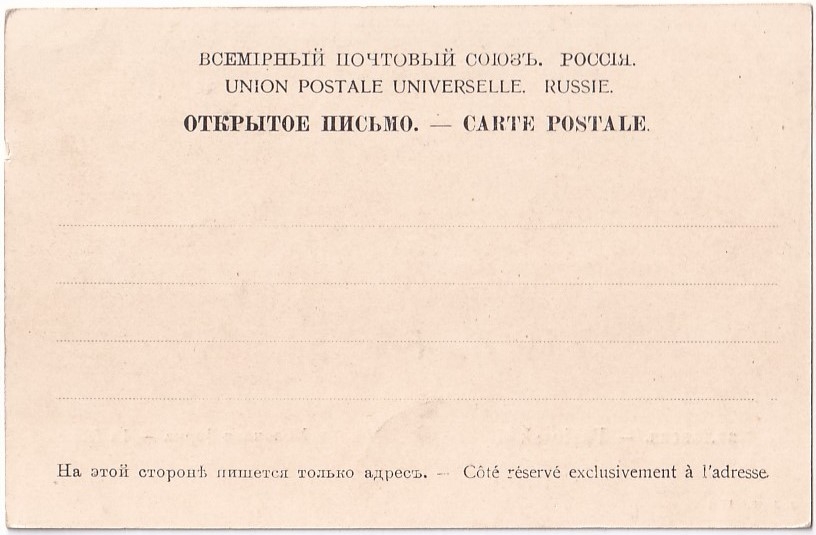 ВСЕМІРНЫЙ ПОЧТОВЫЙ СОЮЗЪ. РОССІЯ.
UNION POSTALE UNIVERSELLE. RUSSIE.
ОТКРЫТОЕ ПИСЬМО. — CARTE POSTALE.
На этой сторонѣ пишется только адресъ. — Côté réservé exclusivement à l'adresse.